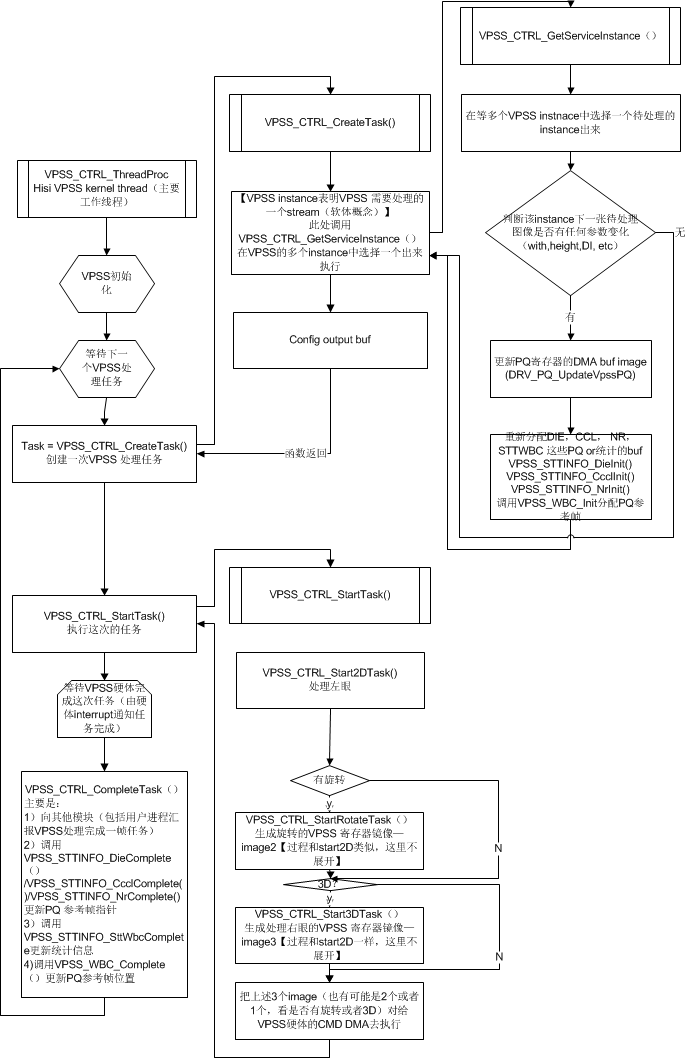 VPSS_CTRL_ThreadProc
Hisi VPSS kernel thread（主要
工作线程）
VPSS初始
化
等待下一
个VPSS处
理任务
Task = VPSS_CTRL_CreateTask()
创建一次VPSS 处理任务
VPSS_CTRL_StartTask()
执行这次的任务
等待VPSS硬体完
成这次任务（由硬
体interrupt通知任
务完成）
VPSS_CTRL_CompleteTask（）
主要是：
1）向其他模块（包括用户进程汇
报VPSS处理完成一帧任务）
2）调用
VPSS_STTINFO_DieComplete
（）
/VPSS_STTINFO_CcclComplete(
)/VPSS_STTINFO_NrComplete()
更新PQ 参考帧指针
3）调用
VPSS_STTINFO_SttWbcComplet
e更新统计信息
4)调用VPSS_WBC_Complete
（）更新PQ参考帧位置
VPSS_CTRL_CreateTask()
【VPSS instance表明VPSS 需要处理的
一个stream（软体概念）】
此处调用
VPSS_CTRL_GetServiceInstance（）
在VPSS的多个instance中选择一个出来
执行
Config output buf
函数返回
VPSS_CTRL_StartTask()
VPSS_CTRL_Start2DTask()
处理左眼
有旋转
y.
N
VPSS_CTRL_StartRotateTask（）
生成旋转的VPSS 寄存器镜像—
image2【过程和start2D类似，这里不
展开】
3D?
y.
N
VPSS_CTRL_Start3DTask（）
生成处理右眼的VPSS 寄存器镜像—
image3【过程和start2D一样，这里不
展开】
把上述3个image（也有可能是2个或者
1个，看是否有旋转或者3D）对给
VPSS硬体的CMD DMA去执行
VPSS_CTRL_GetServiceInstance（）
在等多个VPSS instnace中选择一个待处理的
instance出来
判断该instance下一张待处理
图像是否有任何参数变化
（with,height,DI, etc）
无
有
更新PQ寄存器的DMA buf image
(DRV_PQ_UpdateVpssPQ)
重新分配DIE，CCL， NR，
STTWBC 这些PQ or统计的buf
VPSS_STTINFO_DieInit()
VPSS_STTINFO_CcclInit()
VPSS_STTINFO_NrInit()
调用VPSS_WBC_Init分配PQ参
考帧